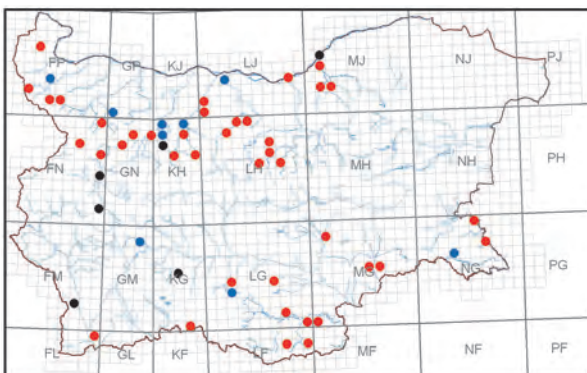 FP GP KJ LJ MJ NJ PJ
FN GN KH LH MH NH PH
FM GM KG LG MG NG PG
FL GL KF LF MF NF PF